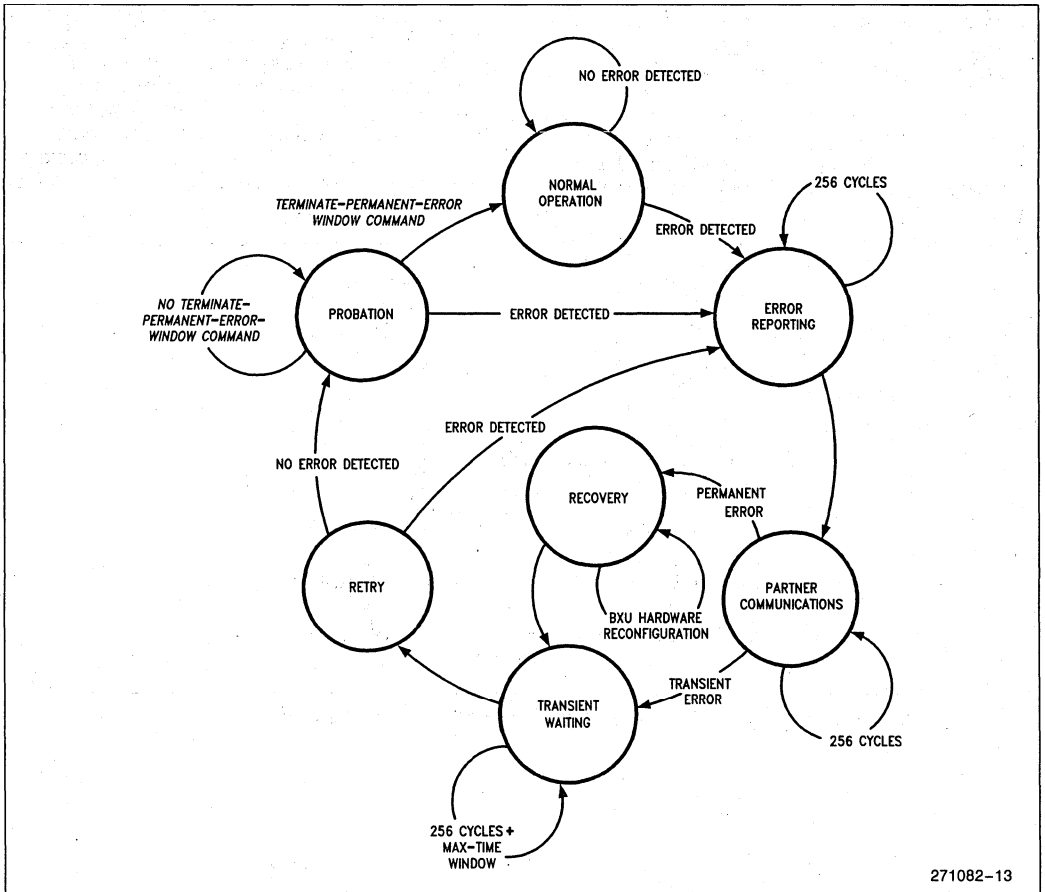 NO ERROR DETECTED
NORMAL
OPERATION
256 CYCLES
TERMINATE-PERMANENT-ERROR
WINDOW COMMAND
ERROR DETECTED
NO TERMINATE-
PERMANENT-ERROR-
WINDOW COMMAND
PROBATION
ERROR DETECTED
ERROR
REPORTING
ERROR DETECTED
NO ERROR DETECTED
RECOVERY
PERMANENT
ERROR
RETRY
BXU HARDWARE
RECONFIGURATION
PARTNER
COMMUNICATIONS
TRANSIENT
ERROR
TRANSIENT
WAITING
256 CYCLES
256 CYCLES +
MAX-TIME
WINDOW
271082-13